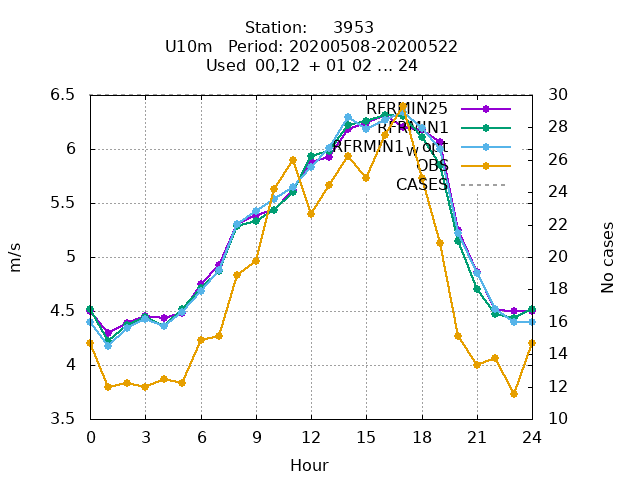 Station: 3953
U10m Period: 20200508-20200522
Used 00,12 + 01 02 ... 24
6.5
6
5.5
5
4.5
4
3.5
m/s
30
28
26
24
22
20
18
16
14
12
10
No cases
RFRMIN25
RFRMIN1
OBS
CASES
0 3 6 9 12 15 18 21 24
Hour